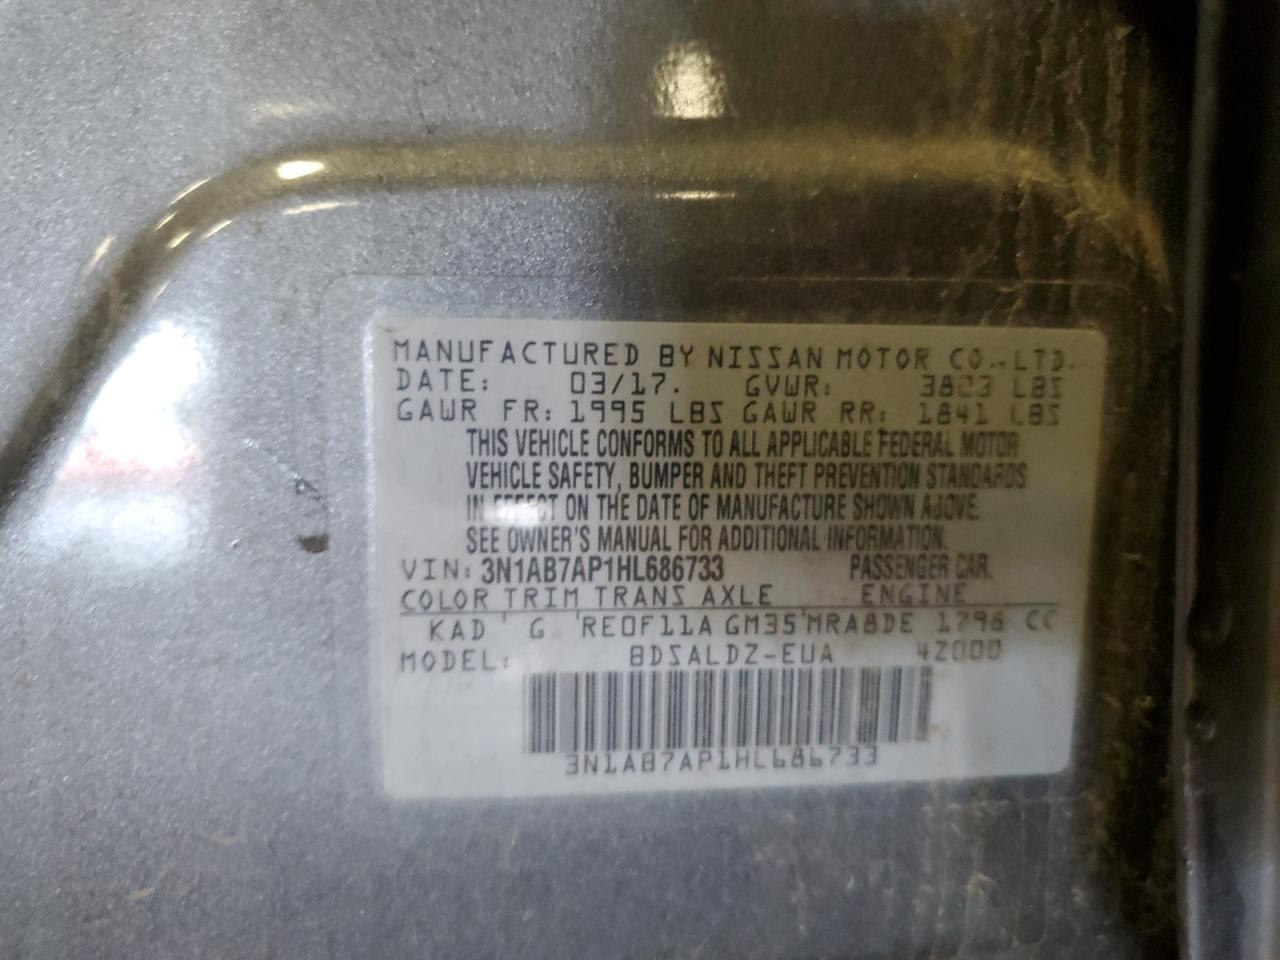 MANUFACTURED BY NISSAN MOTOR CO.,LTD.
DATE: 03/17. GVWR: 3823 LBS
GAWR FR: 1995 LBS GAWR RR: 1841 LBS
THIS VEHICLE CONFORMS TO ALL APPLICABLE FEDERAL MOTOR
VEHICLE SAFETY, BUMPER AND THEFT PREVENTION STANDARDS
IN EFFECT ON THE DATE OF MANUFACTURE SHOWN ABOVE.
SEE OWNER'S MANUAL FOR ADDITIONAL INFORMATION.
VIN: 3N1AB7AP1HL686733 PASSENGER CAR.
COLOR TRIM TRANS AXLE ENGINE
KAD G RE0F11A GM35 MRA8DE 1798 CC
MODEL: BDSALDZ-EUA 4Z000
3N1AB7AP1HL686733